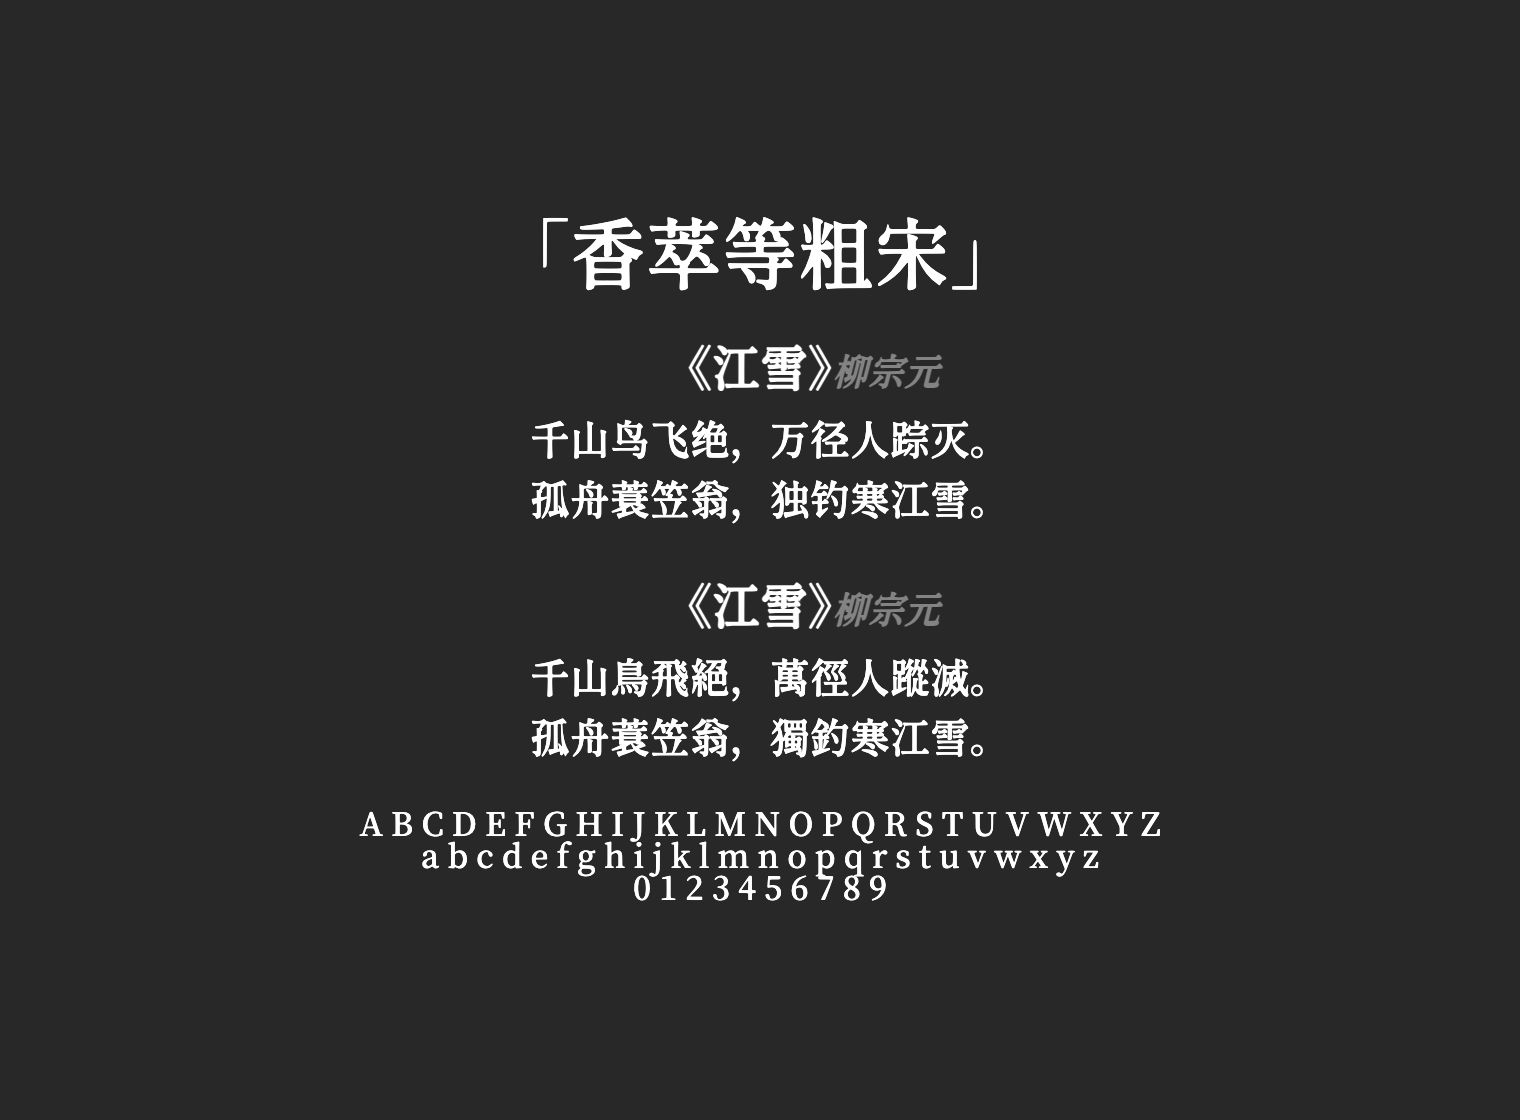 「香萃等粗宋」
《江雪》柳宗元
千山鸟飞绝，万径人踪灭。
孤舟蓑笠翁，独钓寒江雪。
《江雪》柳宗元
千山鳥飛絕，萬徑人蹤滅。
孤舟蓑笠翁，獨釣寒江雪。
A B C D E F G H I J K L M N O P Q R S T U V W X Y Z
a b c d e f g h i j k l m n o p q r s t u v w x y z
0 1 2 3 4 5 6 7 8 9